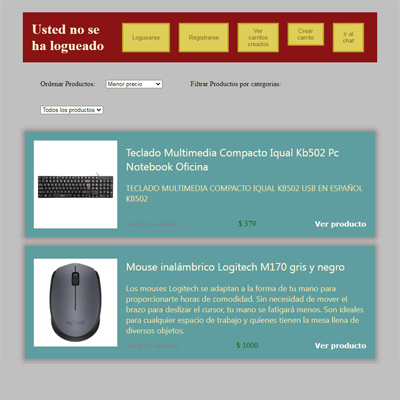 Usted no se
ha logueado
Loguearse
Registrarse
Ver
carritos
creados
Crear
carrito
Ir al
chat
Ordenar Productos:
Menor precio
Filtrar Productos por categorias:
Todos los productos
Teclado Multimedia Compacto Iqual Kb502 Pc
Notebook Oficina
TECLADO MULTIMEDIA COMPACTO IQUAL KB502 USB EN ESPAÑOL
KB502
$ 379
Ver producto
Mouse inalámbrico Logitech M170 gris y negro
Los mouses Logitech se adaptan a la forma de tu mano para
proporcionarte horas de comodidad. Sin necesidad de mover el
brazo para deslizar el cursor, tu mano se fatigará menos. Son ideales
para cualquier espacio de trabajo y quienes tienen la mesa llena de
diversos objetos.
$ 1000
Ver producto